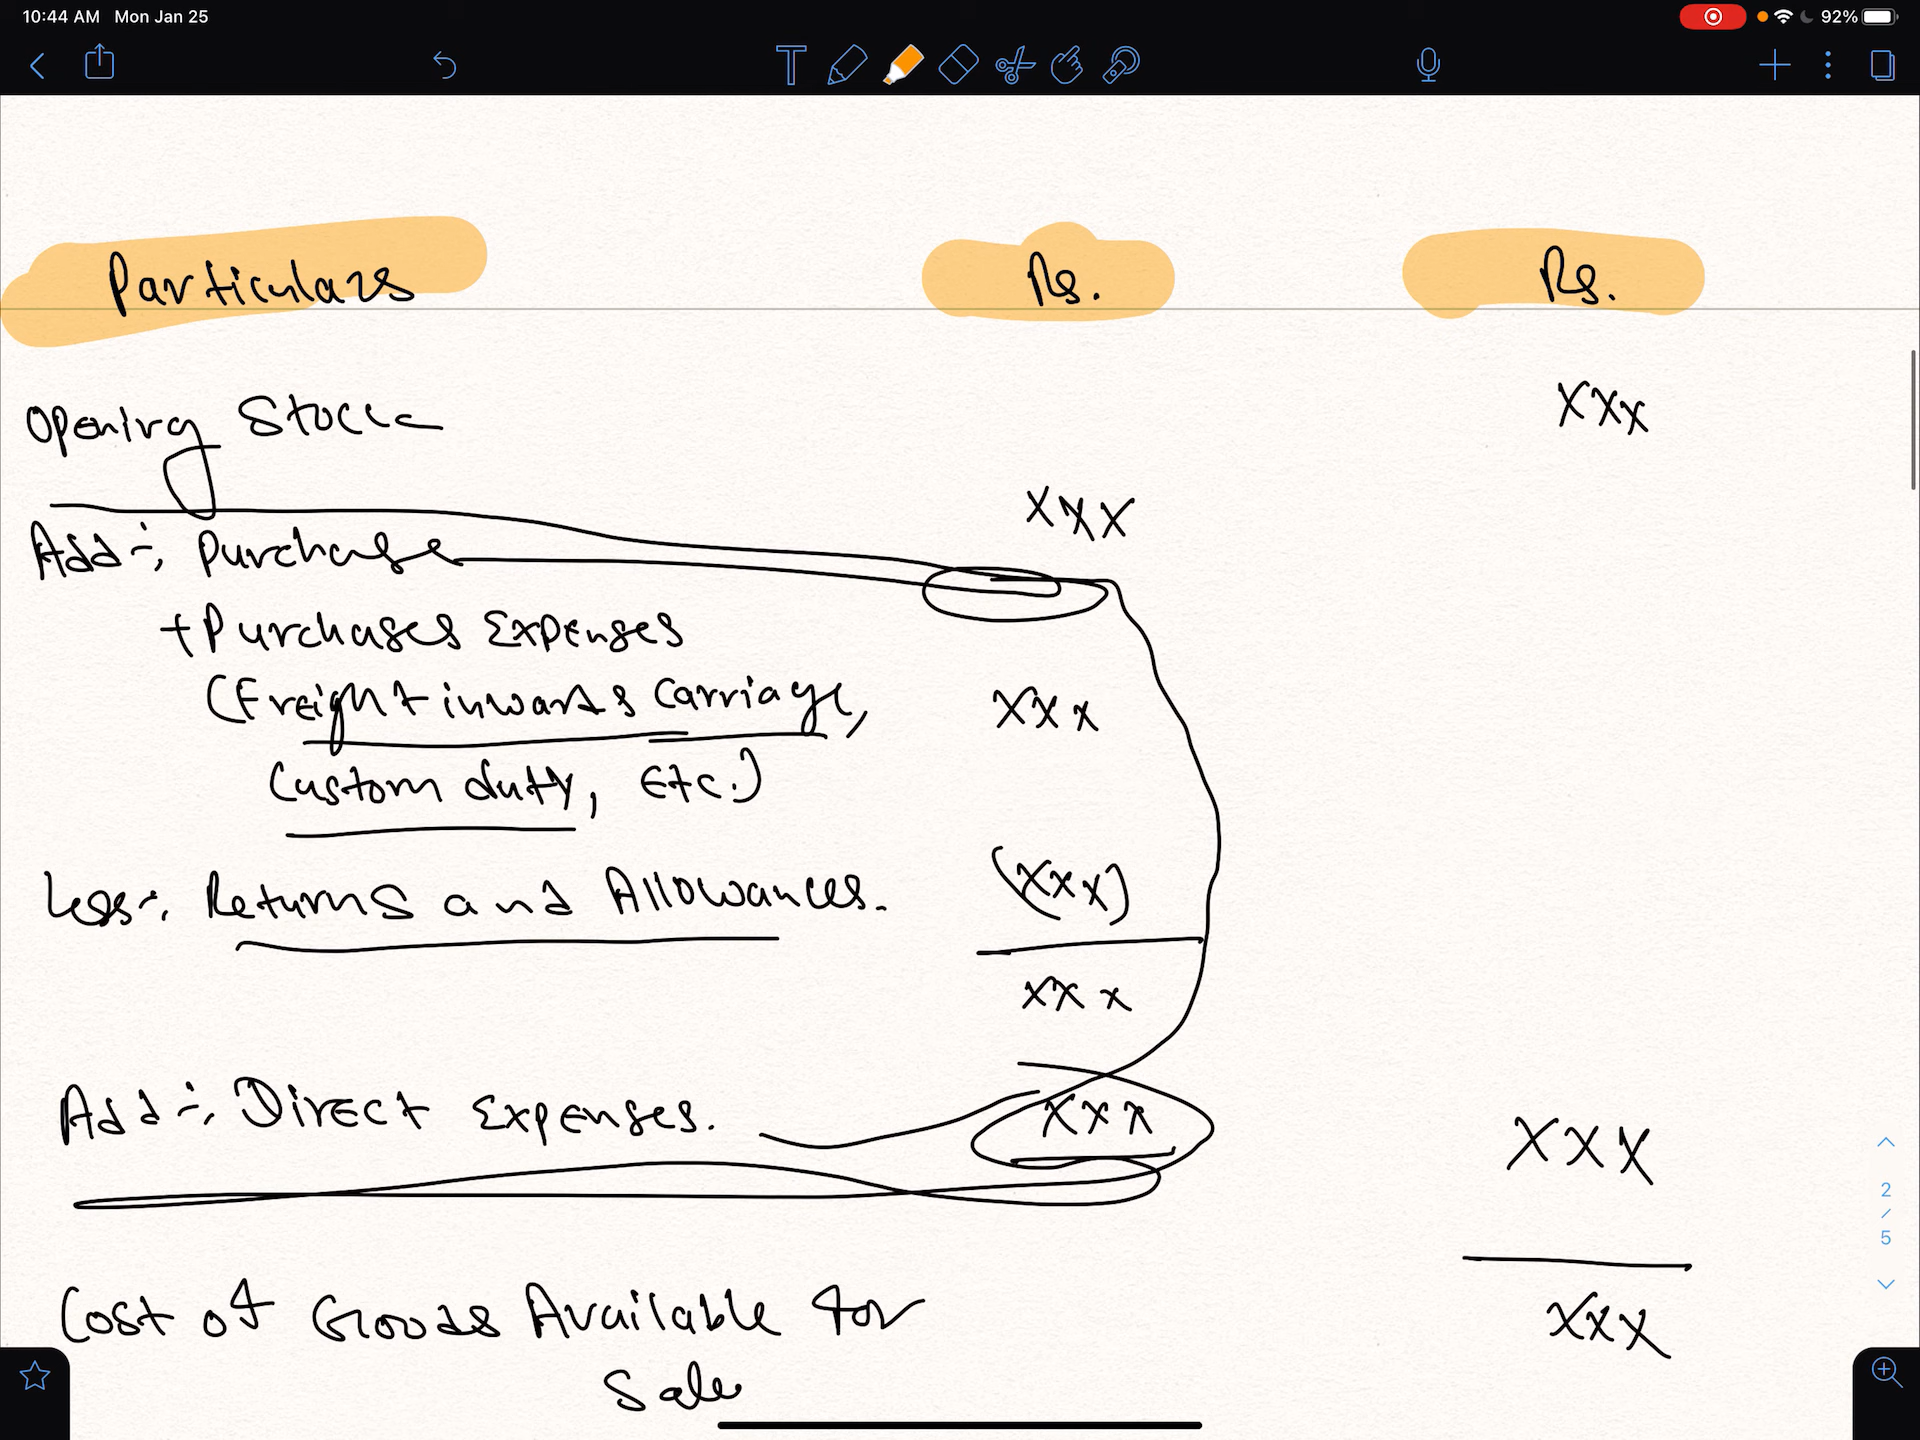 10:44 AM Mon Jan 25
92%
Particulars Rs. Rs.
Opening Stock XXX
XXX
Add:- Purchase
+Purchases Expenses
(Freight inwards Carriage, XXX
Custom duty, Etc.)
Less:- Returns and Allowances. (XXX)
XXX
Add:- Direct Expenses. XXX XXX
2
/
5
Cost of Goods Available for XXX
Sale